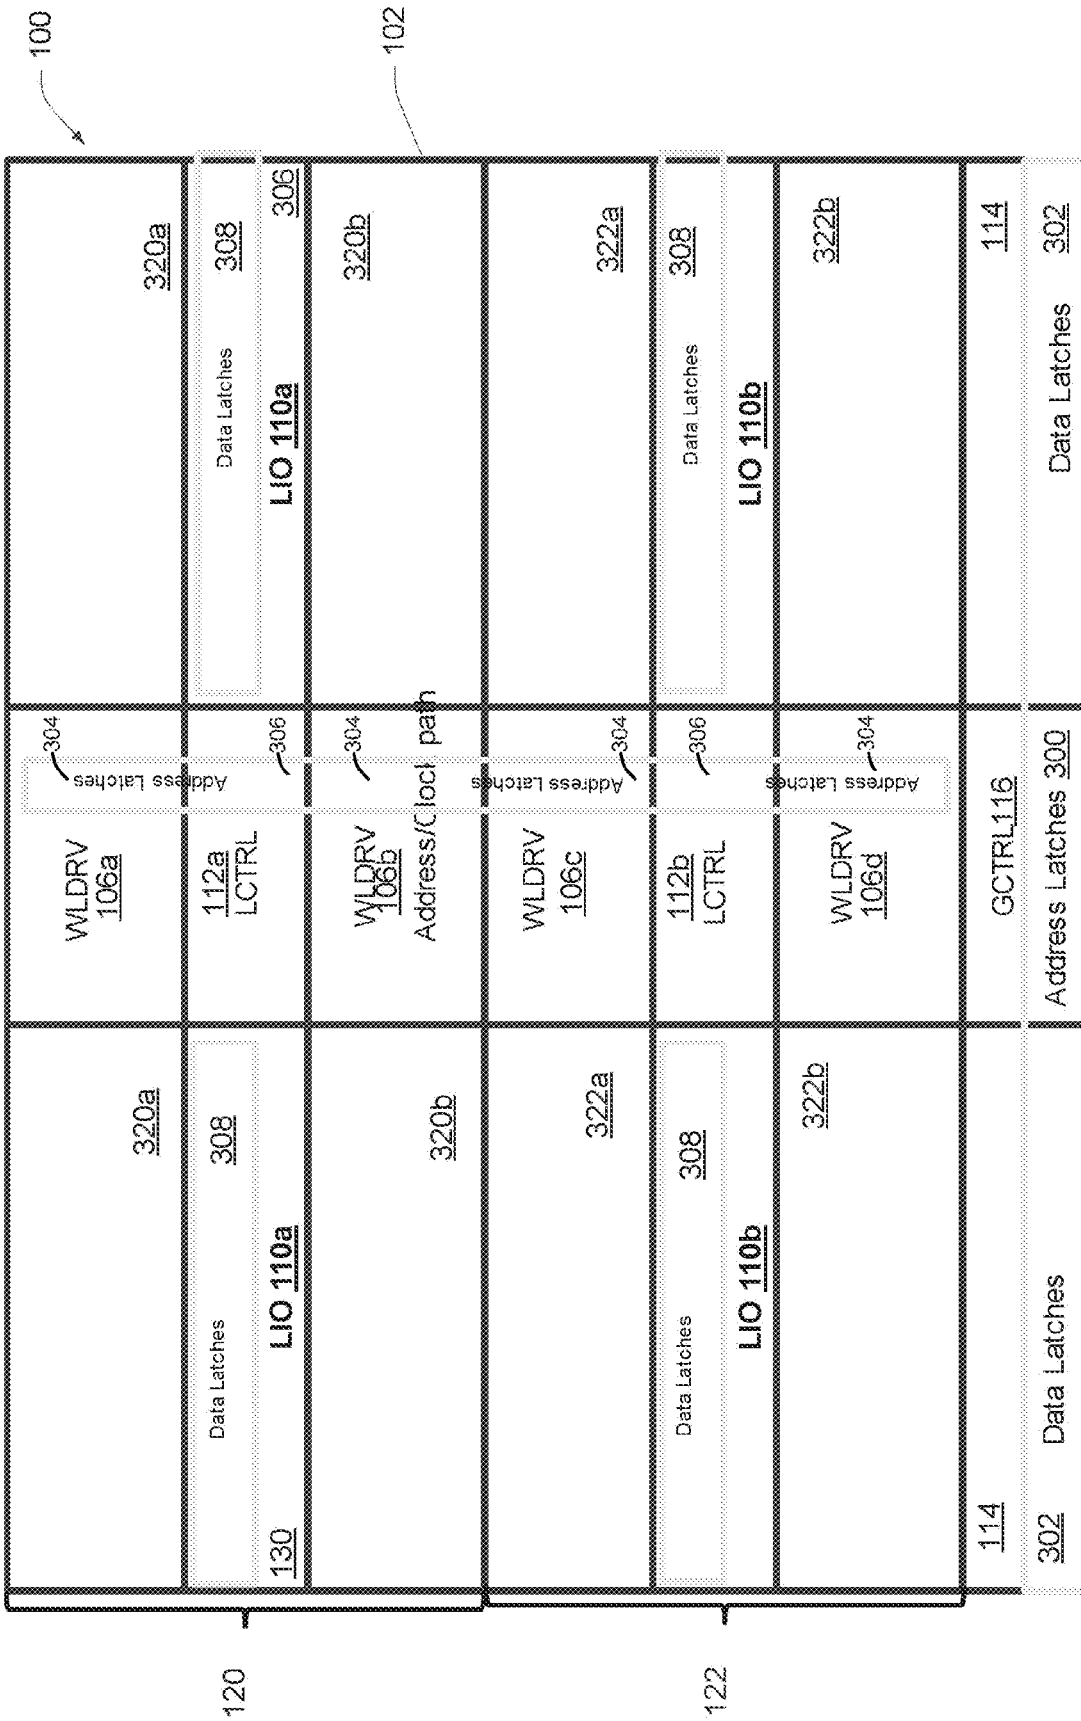 100
102
320a
320a
WLDRV
106a
304
Address Latches
130
Data Latches
308
LIO 110a
112a
LCTRL
306
Data Latches
308
LIO 110a
306
120
320b
WLDRV
106b
Address/Clock path
304
320b
322a
WLDRV
106c
Address Latches
304
322a
Data Latches
308
LIO 110b
112b
LCTRL
306
Data Latches
308
LIO 110b
122
322b
WLDRV
106d
Address Latches
304
322b
114
GCTRL116
114
302
Data Latches
Address Latches 300
Data Latches
302